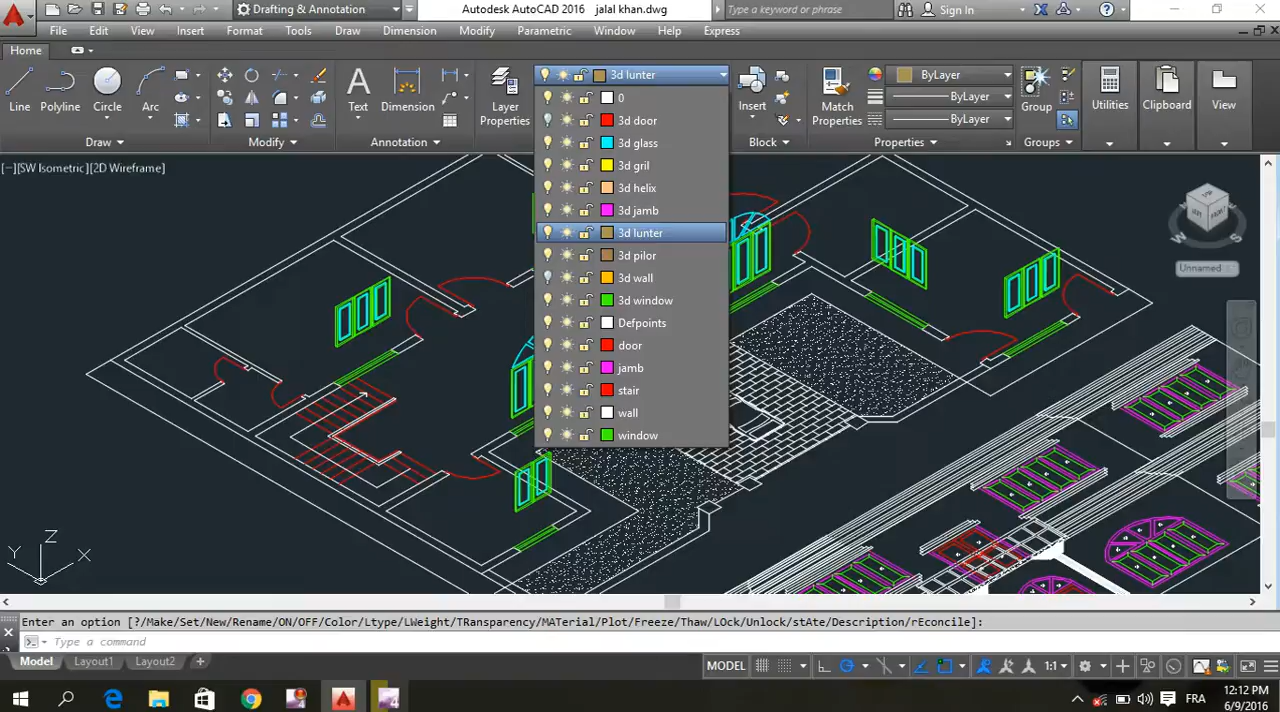 Drafting & Annotation
Autodesk AutoCAD 2016 jalal khan.dwg
Type a keyword or phrase
Sign In
File Edit View Insert Format Tools Draw Dimension Modify Parametric Window Help Express
Home
3d lunter
ByLayer
ByLayer
ByLayer
Line
Polyline
Circle
Arc
Text
Dimension
Layer
Properties
Insert
Match
Properties
Group
Utilities
Clipboard
View
Draw
Modify
Annotation
Block
Properties
Groups
0
3d door
3d glass
3d gril
3d helix
3d jamb
3d lunter
3d pilor
3d wall
3d window
Defpoints
door
jamb
stair
wall
window
[−][SW Isometric][2D Wireframe]
TOP
FRONT
W
S
Unnamed
Z
Y
X
Enter an option [?/Make/Set/New/Rename/ON/OFF/Color/Ltype/LWeight/TRansparency/MATerial/Plot/Freeze/Thaw/LOck/Unlock/stAte/Description/rEconcile]:
Type a command
Model Layout1 Layout2
MODEL
1:1
FRA
12:12 PM
6/9/2016